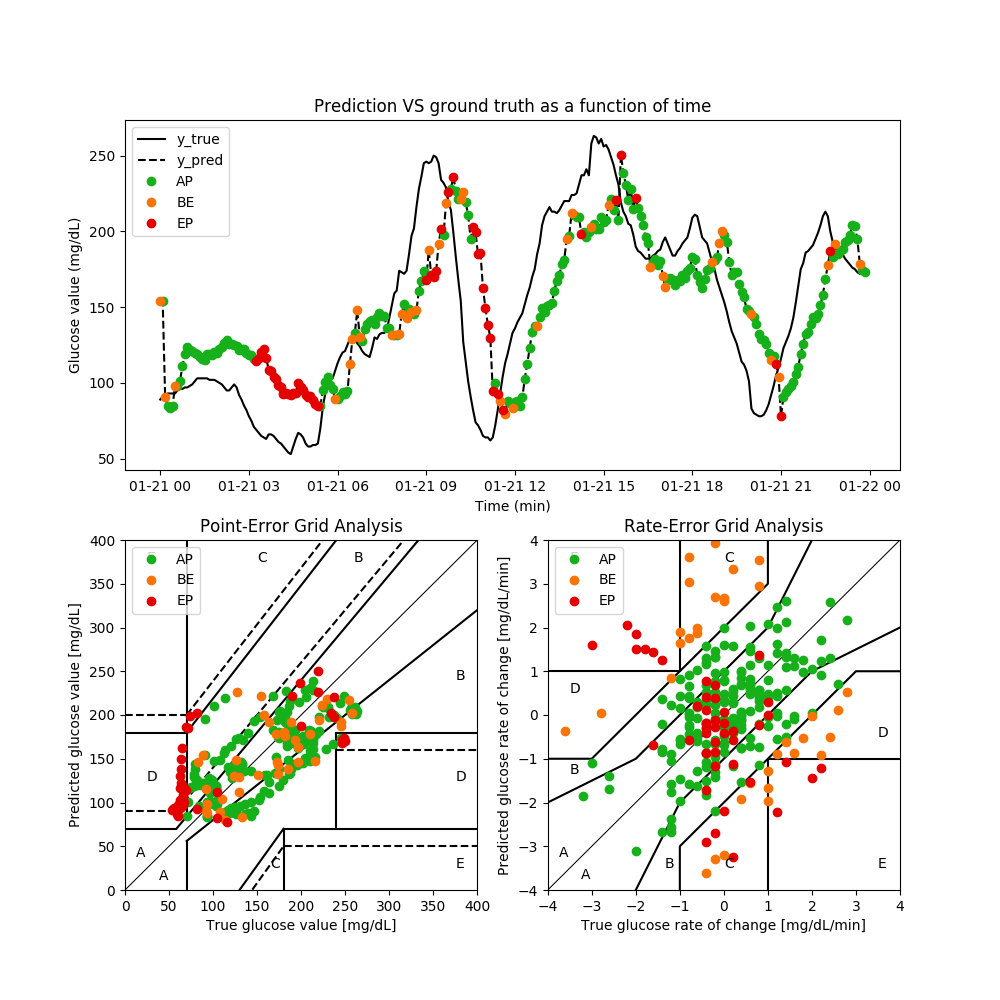 Prediction VS ground truth as a function of time
y_true
y_pred
AP
BE
EP
Glucose value (mg/dL)
250
200
150
100
50
01-21 00 01-21 03 01-21 06 01-21 09 01-21 12 01-21 15 01-21 18 01-21 21 01-22 00
Time (min)
Point-Error Grid Analysis
AP
BE
EP
C
B
B
D
D
A
A
C
E
Predicted glucose value [mg/dL]
400
350
300
250
200
150
100
50
0
0 50 100 150 200 250 300 350 400
True glucose value [mg/dL]
Rate-Error Grid Analysis
AP
BE
EP
C
D
D
B
A
A
B
C
E
Predicted glucose rate of change [mg/dL/min]
4
3
2
1
0
−1
−2
−3
−4
−4 −3 −2 −1 0 1 2 3 4
True glucose rate of change [mg/dL/min]